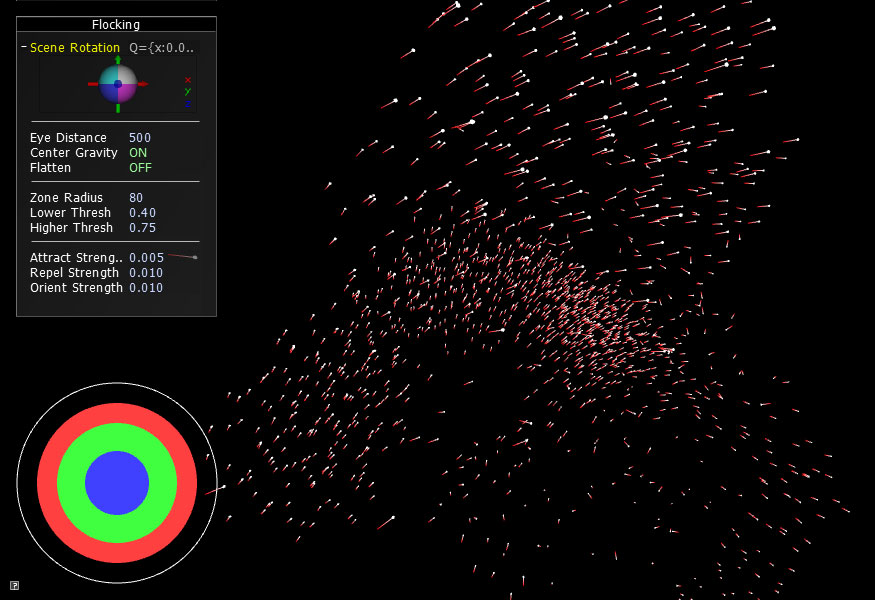 Flocking
Scene Rotation Q={x:0.0..
x
y
z
Eye Distance 500
Center Gravity ON
Flatten OFF
Zone Radius 80
Lower Thresh 0.40
Higher Thresh 0.75
Attract Streng.. 0.005
Repel Strength 0.010
Orient Strength 0.010
?